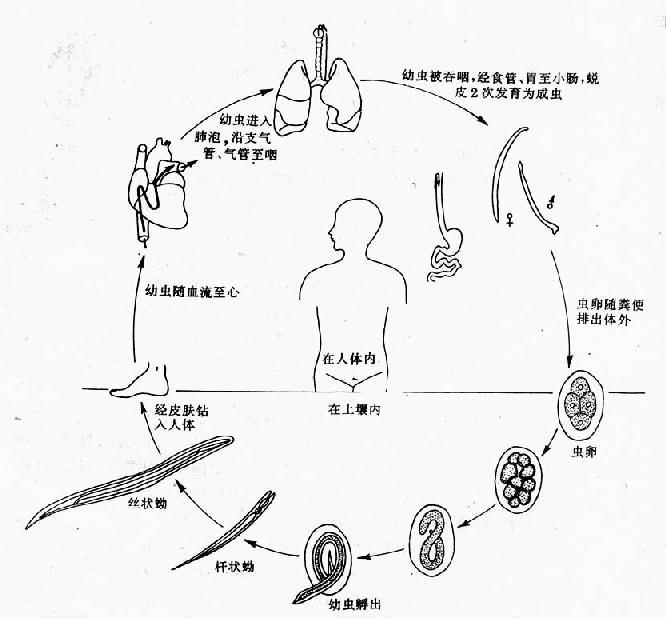 幼虫被吞咽,经食管、胃至小肠,蜕
皮2次发育为成虫
幼虫进入
肺泡,沿支气
管、气管至咽
♂
♀
幼虫随血流至心
虫卵随粪便
排出体外
在人体内
在土壤内
经皮肤钻
入人体
虫卵
丝状蚴
杆状蚴
幼虫孵出